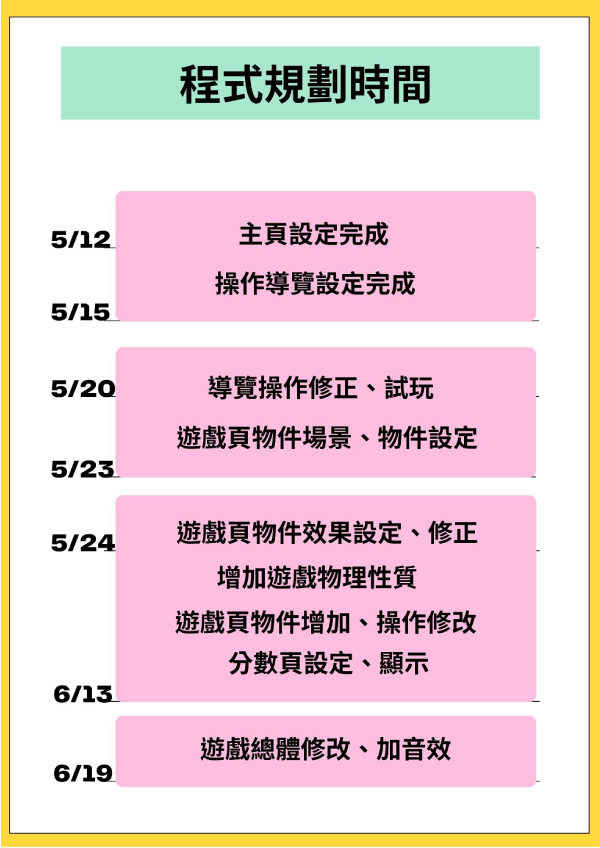 程式規劃時間
5/12
主頁設定完成
操作導覽設定完成
5/15
5/20
導覽操作修正、試玩
遊戲頁物件場景、物件設定
5/23
5/24
遊戲頁物件效果設定、修正
增加遊戲物理性質
遊戲頁物件增加、操作修改
分數頁設定、顯示
6/13
遊戲總體修改、加音效
6/19